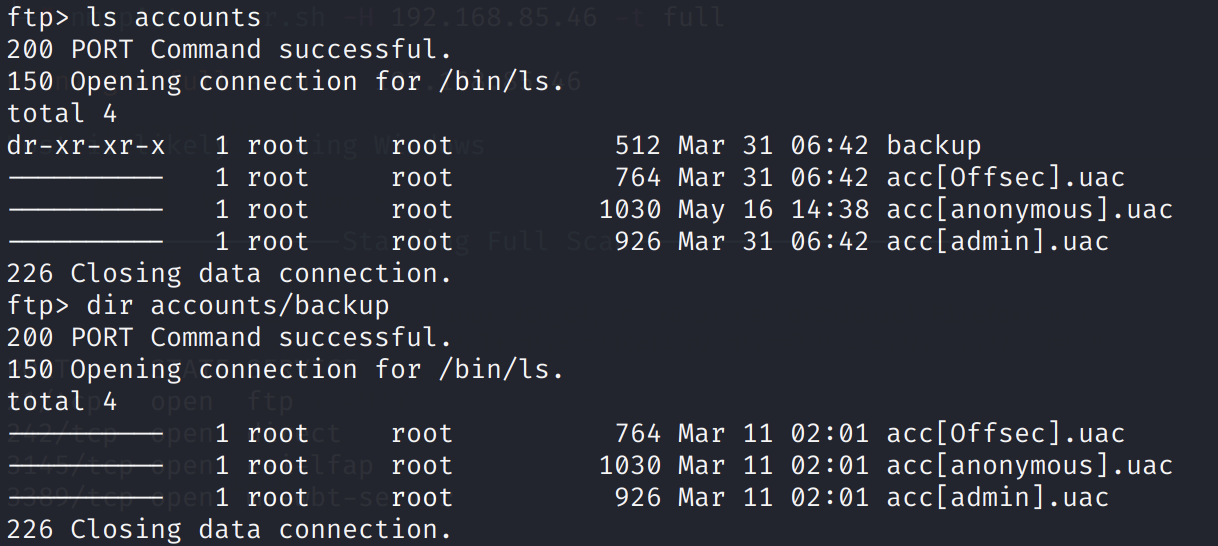 ftp> ls accounts
200 PORT Command successful.
150 Opening connection for /bin/ls.
total 4
dr-xr-xr-x   1 root     root          512 Mar 31 06:42 backup
----------   1 root     root          764 Mar 31 06:42 acc[Offsec].uac
----------   1 root     root         1030 May 16 14:38 acc[anonymous].uac
----------   1 root     root          926 Mar 31 06:42 acc[admin].uac
226 Closing data connection.
ftp> dir accounts/backup
200 PORT Command successful.
150 Opening connection for /bin/ls.
total 4
----------   1 root     root          764 Mar 11 02:01 acc[Offsec].uac
----------   1 root     root         1030 Mar 11 02:01 acc[anonymous].uac
----------   1 root     root          926 Mar 11 02:01 acc[admin].uac
226 Closing data connection.